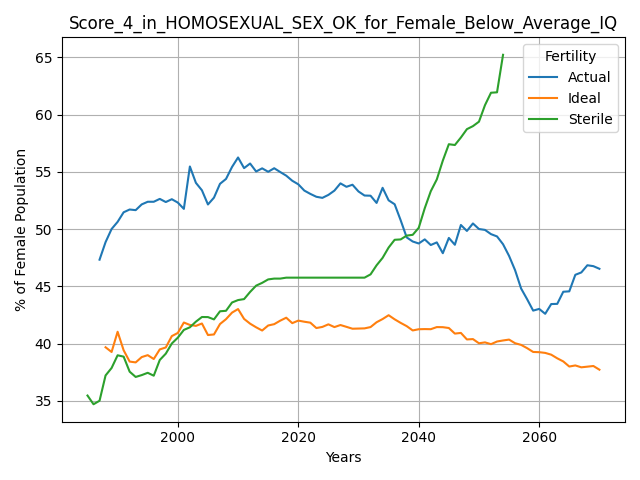 Score_4_in_HOMOSEXUAL_SEX_OK_for_Female_Below_Average_IQ
Fertility
Actual
Ideal
Sterile
% of Female Population
65
60
55
50
45
40
35
2000
2020
2040
2060
Years